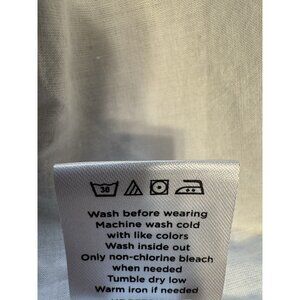 30
Wash before wearing
Machine wash cold
with like colors
Wash inside out
Only non-chlorine bleach
when needed
Tumble dry low
Warm iron if needed